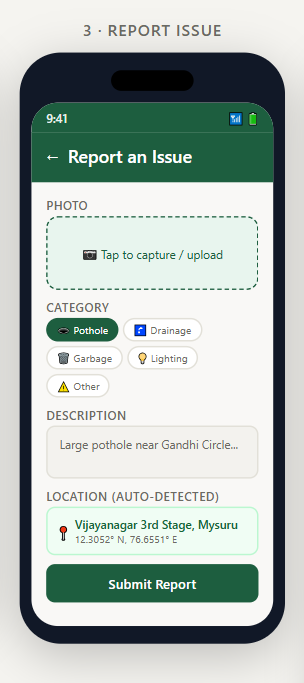 3 · REPORT ISSUE
9:41
← Report an Issue
PHOTO
📷 Tap to capture / upload
CATEGORY
🕳 Pothole
🚰 Drainage
🗑 Garbage
💡 Lighting
⚠ Other
DESCRIPTION
Large pothole near Gandhi Circle...
LOCATION (AUTO-DETECTED)
📍 Vijayanagar 3rd Stage, Mysuru
12.3052° N, 76.6551° E
Submit Report